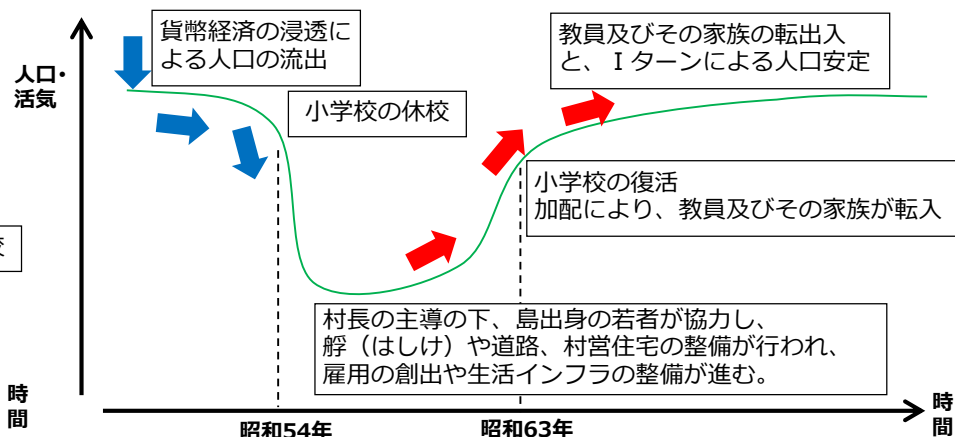 貨幣経済の浸透に
よる人口の流出
教員及びその家族の転出入
と、Ｉターンによる人口安定
人口・
活気
小学校の休校
小学校の復活
加配により、教員及びその家族が転入
村長の主導の下、島出身の若者が協力し、
艀（はしけ）や道路、村営住宅の整備が行われ、
雇用の創出や生活インフラの整備が進む。
時
間
時
間
昭和54年
昭和63年